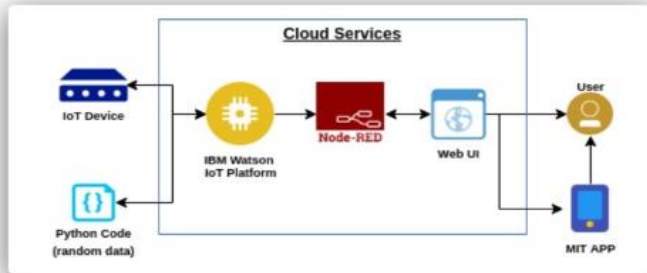 Cloud Services
IoT Device
IBM Watson
IoT Platform
Node-RED
Web UI
User
{}
Python Code
(random data)
MIT APP